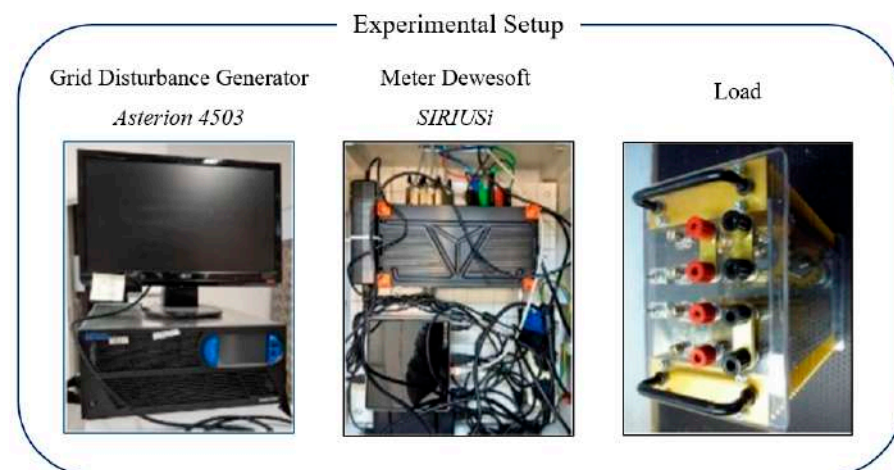 Experimental Setup
Grid Disturbance Generator
Asterion 4503
Meter Dewesoft
SIRIUSi
Load